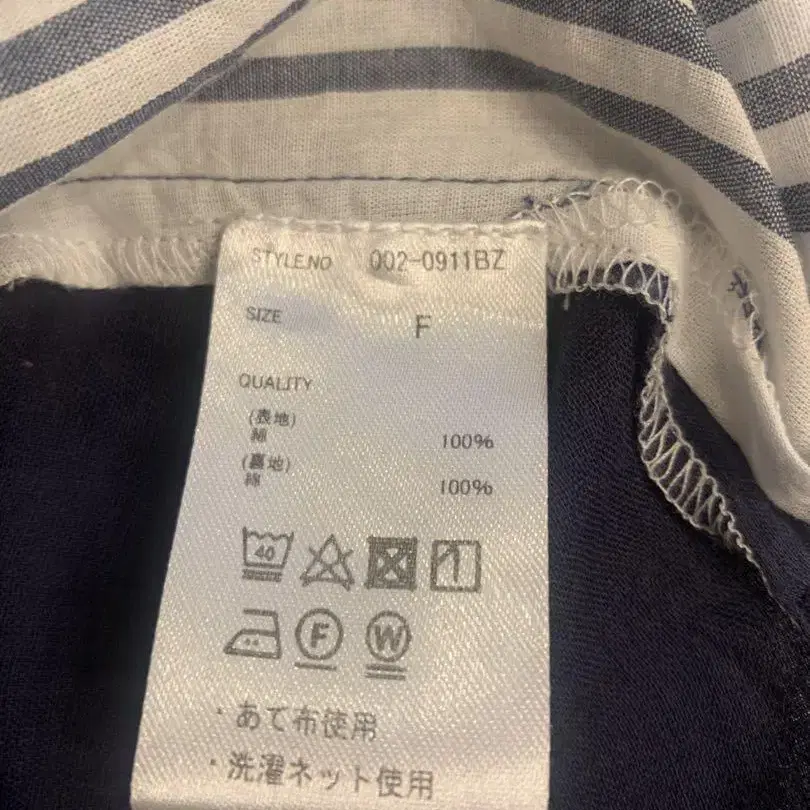 STYLE.NO 002-0911BZ
SIZE F
QUALITY
(表地)
綿 100%
(裏地)
綿 100%
40
F W
・あて布使用
・洗濯ネット使用